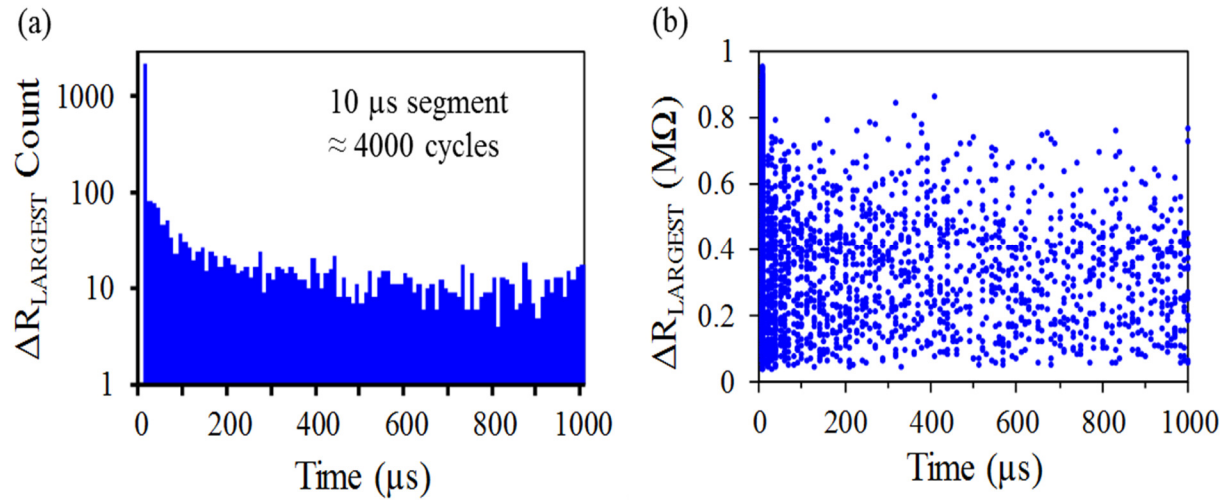 (a)
ΔR_LARGEST Count
1000
100
10
1
10 µs segment
≈ 4000 cycles
0 200 400 600 800 1000
Time (µs)
(b)
ΔR_LARGEST (MΩ)
1
0.8
0.6
0.4
0.2
0
0 200 400 600 800 1000
Time (µs)